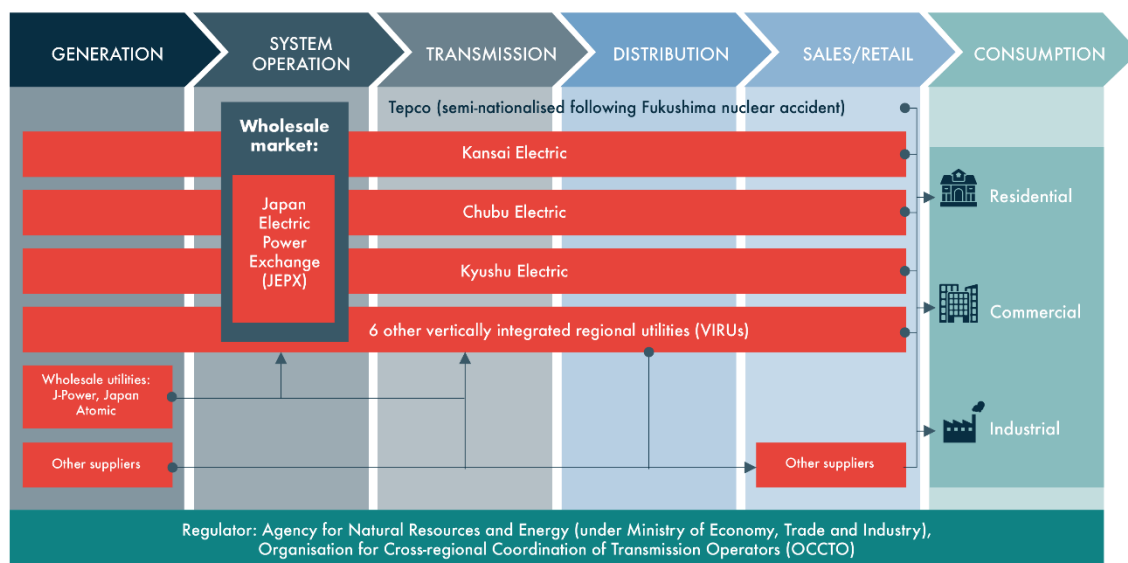 GENERATION
SYSTEM
OPERATION
TRANSMISSION
DISTRIBUTION
SALES/RETAIL
CONSUMPTION
Tepco (semi-nationalised following Fukushima nuclear accident)
Wholesale
market:
Japan
Electric
Power
Exchange
(JEPX)
Kansai Electric
Chubu Electric
Kyushu Electric
6 other vertically integrated regional utilities (VIRUs)
Wholesale utilities:
J-Power, Japan
Atomic
Other suppliers
Other suppliers
Residential
Commercial
Industrial
Regulator: Agency for Natural Resources and Energy (under Ministry of Economy, Trade and Industry),
Organisation for Cross-regional Coordination of Transmission Operators (OCCTO)